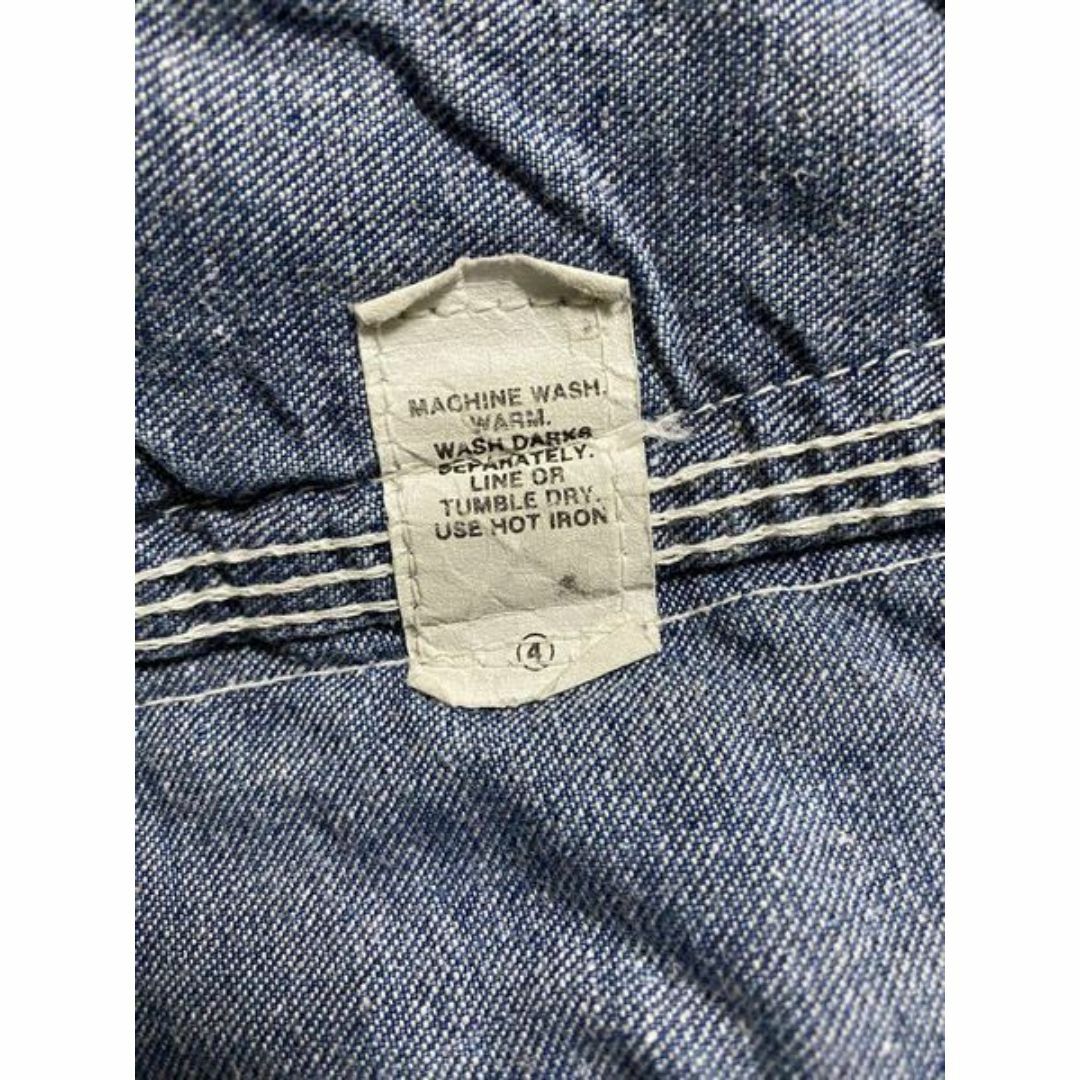 MACHINE WASH.
WARM.
WASH DARKS
SEPARATELY.
LINE OR
TUMBLE DRY.
USE HOT IRON
4